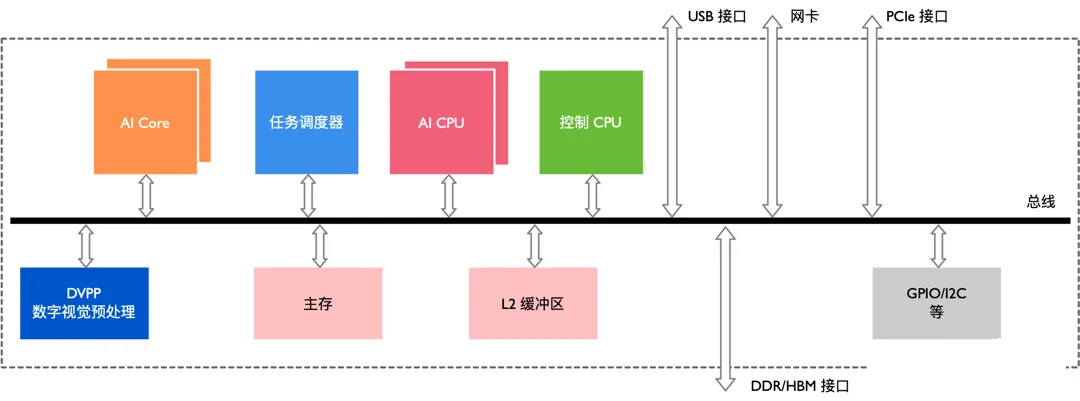 USB 接口
网卡
PCIe 接口
AI Core
任务调度器
AI CPU
控制 CPU
总线
DVPP
数字视觉预处理
主存
L2 缓冲区
GPIO/I2C
等
DDR/HBM 接口